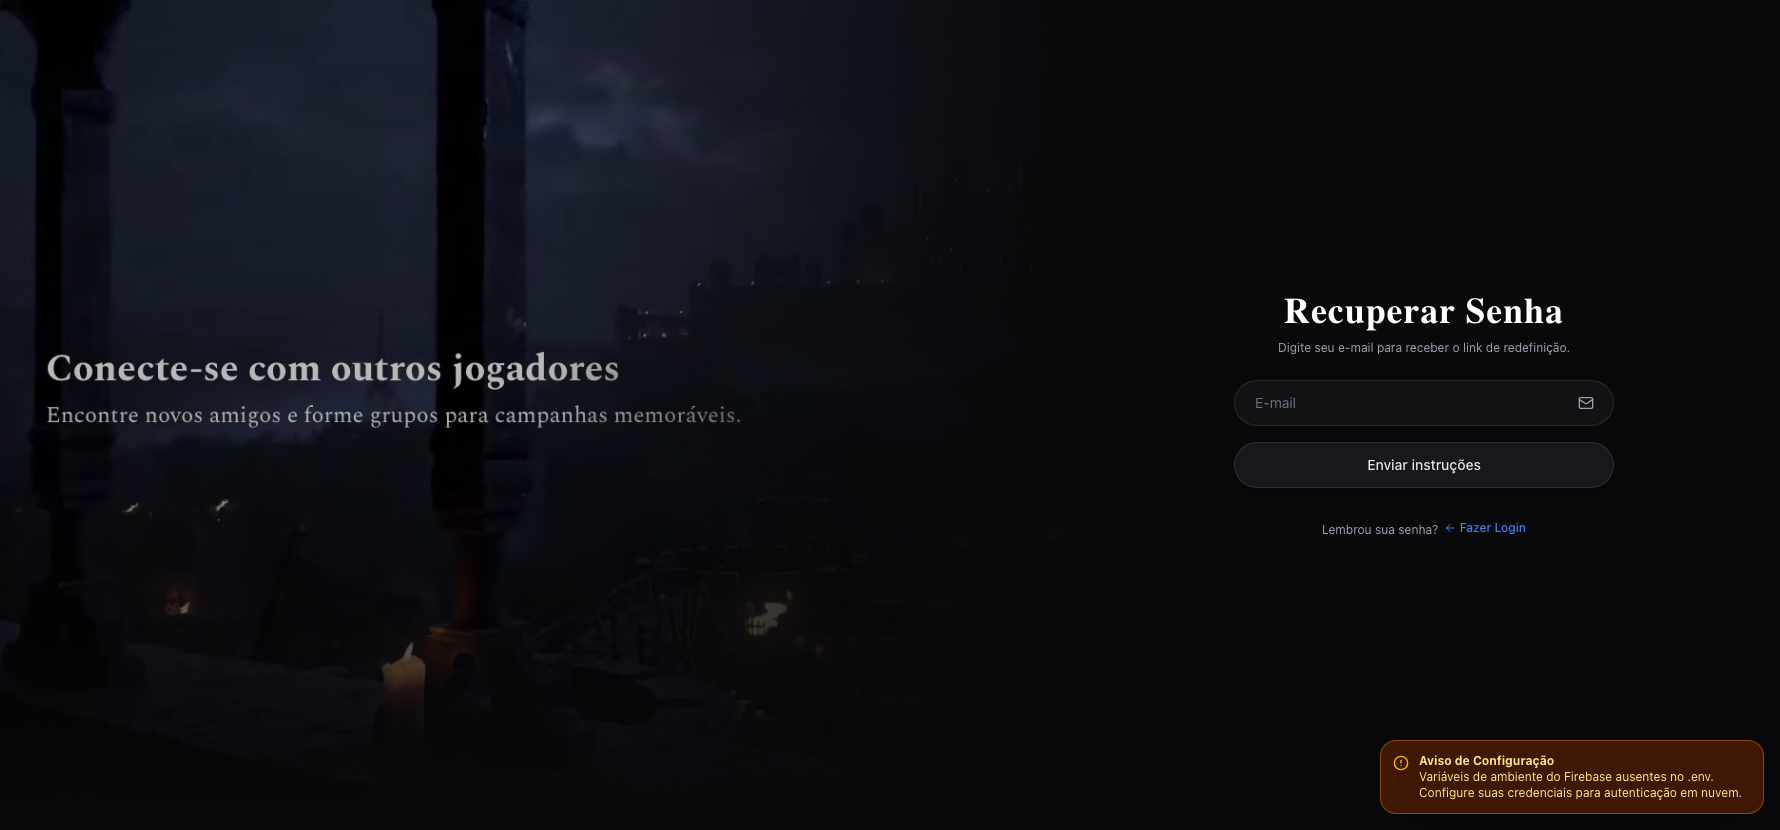 Conecte-se com outros jogadores
Encontre novos amigos e forme grupos para campanhas memoráveis.
Recuperar Senha
Digite seu e-mail para receber o link de redefinição.
E-mail
Enviar instruções
Lembrou sua senha? ← Fazer Login
Aviso de Configuração
Variáveis de ambiente do Firebase ausentes no .env.
Configure suas credenciais para autenticação em nuvem.